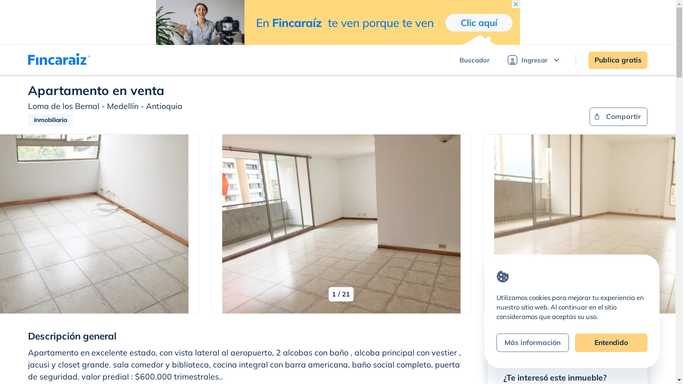 En Fincaraíz te ven porque te ven
Clic aquí
Fincaraíz
Buscador
Ingresar
Publica gratis
Apartamento en venta
Loma de los Bernal - Medellín - Antioquia
Inmobiliaria
Compartir
1 / 21
Utilizamos cookies para mejorar tu experiencia en
nuestro sitio web. Al continuar en el sitio
consideramos que aceptas su uso.
Más información
Entendido
Descripción general
Apartamento en excelente estado, con vista lateral al aeropuerto, 2 alcobas con baño , alcoba principal con vestier ,
jacusi y closet grande. sala comedor y biblioteca, cocina integral con barra americana, baño social completo, puerta
de seguridad, valor predial : $600.000 trimestrales..
¿Te interesó este inmueble?